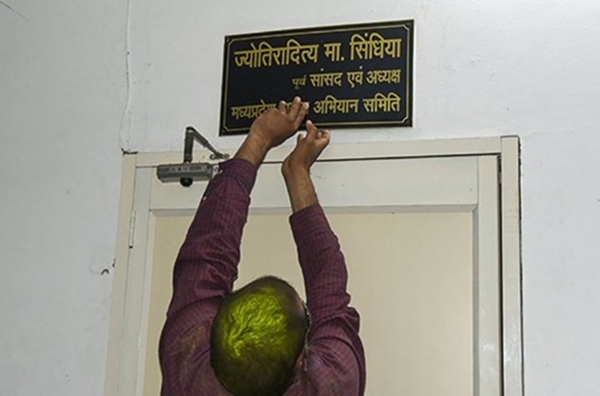 ज्योतिरादित्य मा. सिंधिया
पूर्व सांसद एवं अध्यक्ष
मध्यप्रदेश अभियान समिति